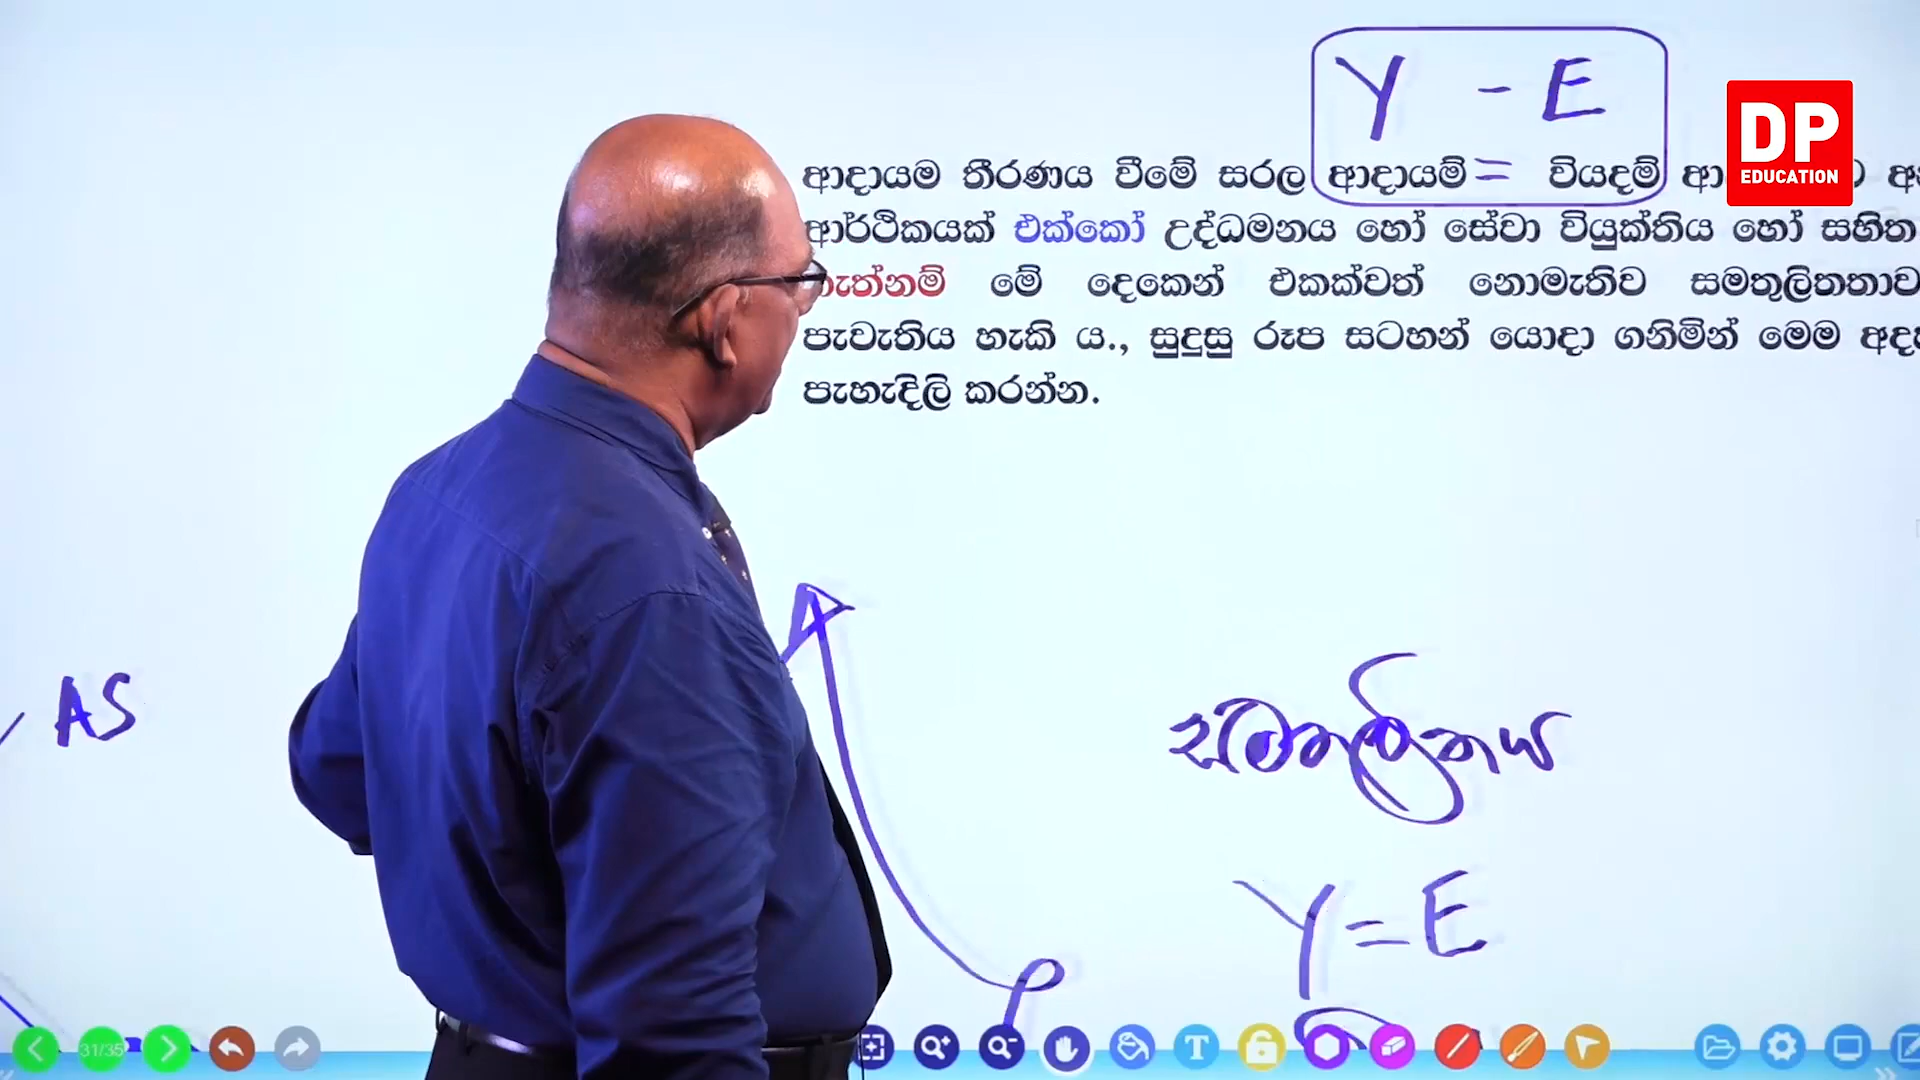 Y - E
DP
EDUCATION
ආදායම තීරණය වීමේ සරල ආදායම් = වියදම්
ආර්ථිකයක් එක්කෝ උද්ධමනය හෝ සේවා වියුක්තිය හෝ සහිත
මේ දෙකෙන් එකක්වත් නොමැතිව සමතුලිතතාව
පැවැතිය හැකි ය., සුදුසු රූප සටහන් යොදා ගනිමින් මෙම
පැහැදිලි කරන්න.
AS
සමතුලිතය
Y = E
31/35
T